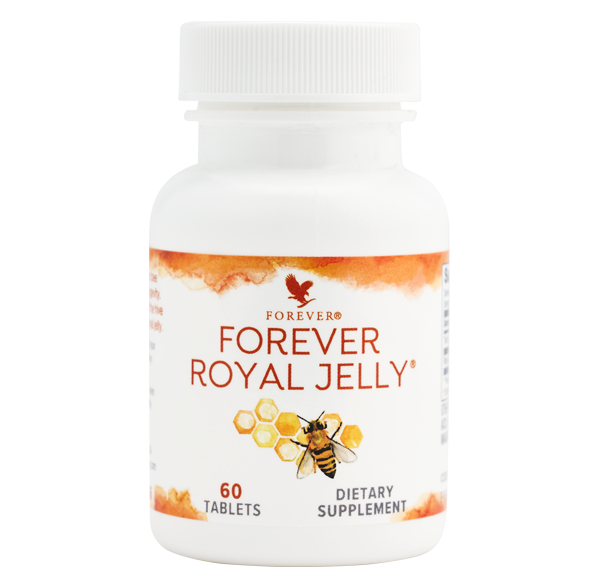 FOREVER®
FOREVER
ROYAL JELLY®
60
TABLETS
DIETARY
SUPPLEMENT